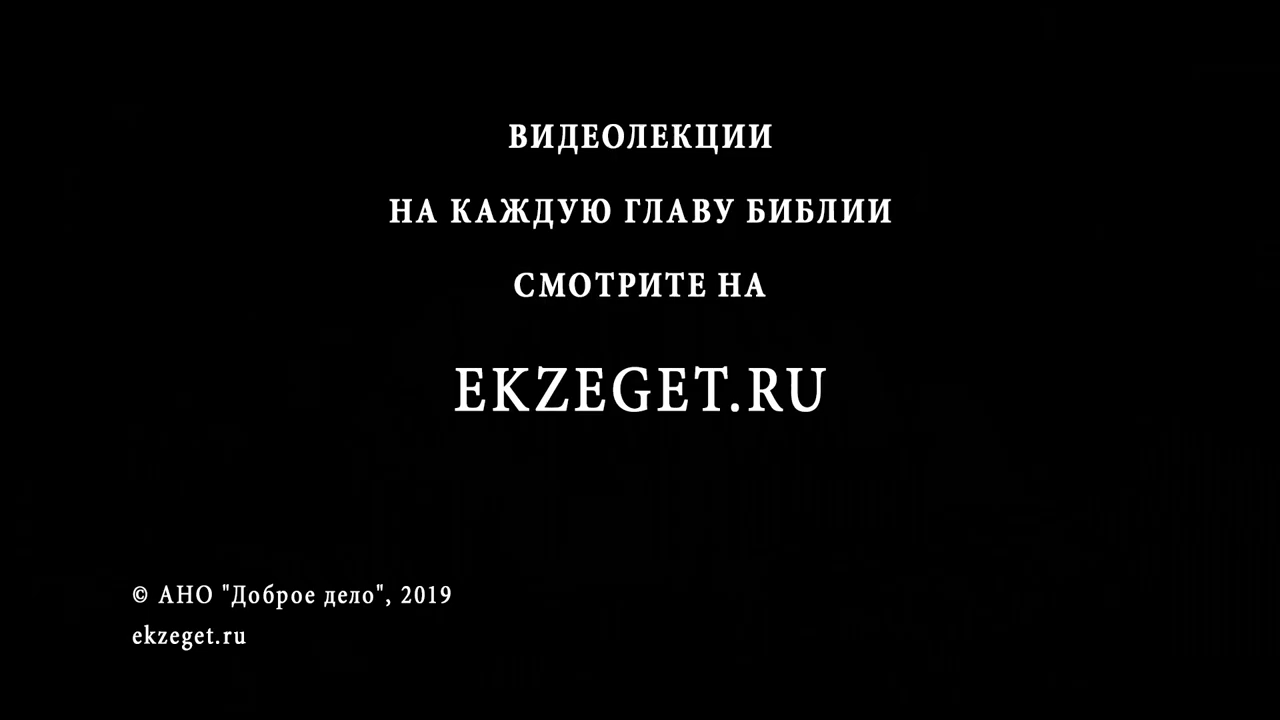 ВИДЕОЛЕКЦИИ
НА КАЖДУЮ ГЛАВУ БИБЛИИ
СМОТРИТЕ НА
EKZEGET.RU
© АНО "Доброе дело", 2019
ekzeget.ru